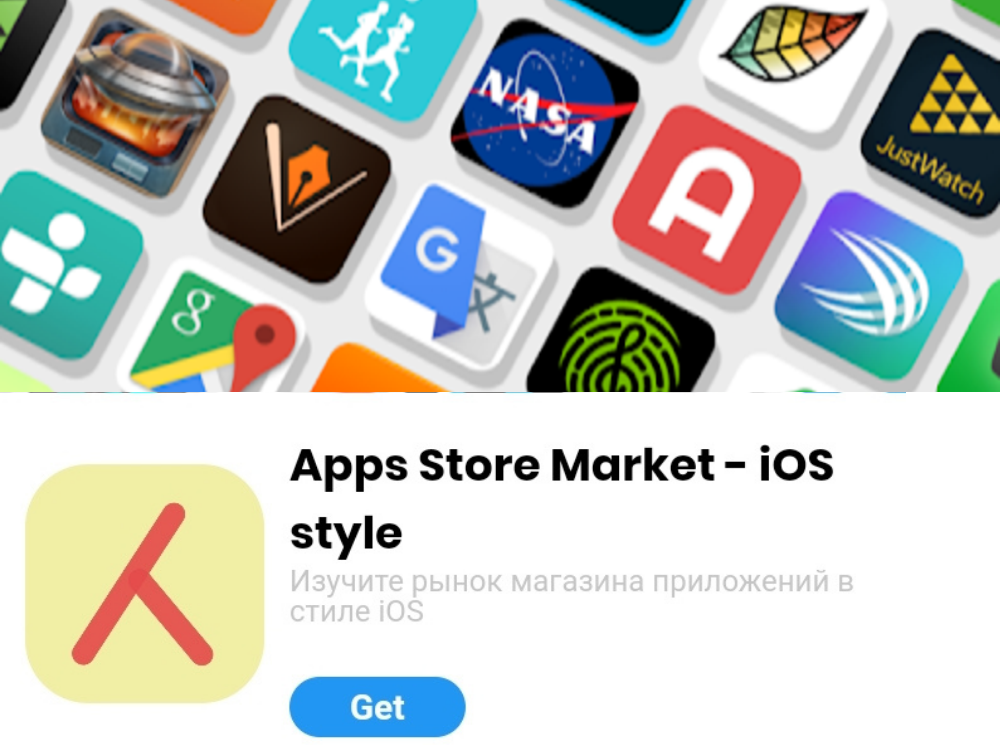 NASA
JustWatch
A
G
g
Apps Store Market - iOS
style
Изучите рынок магазина приложений в
стиле iOS
Get